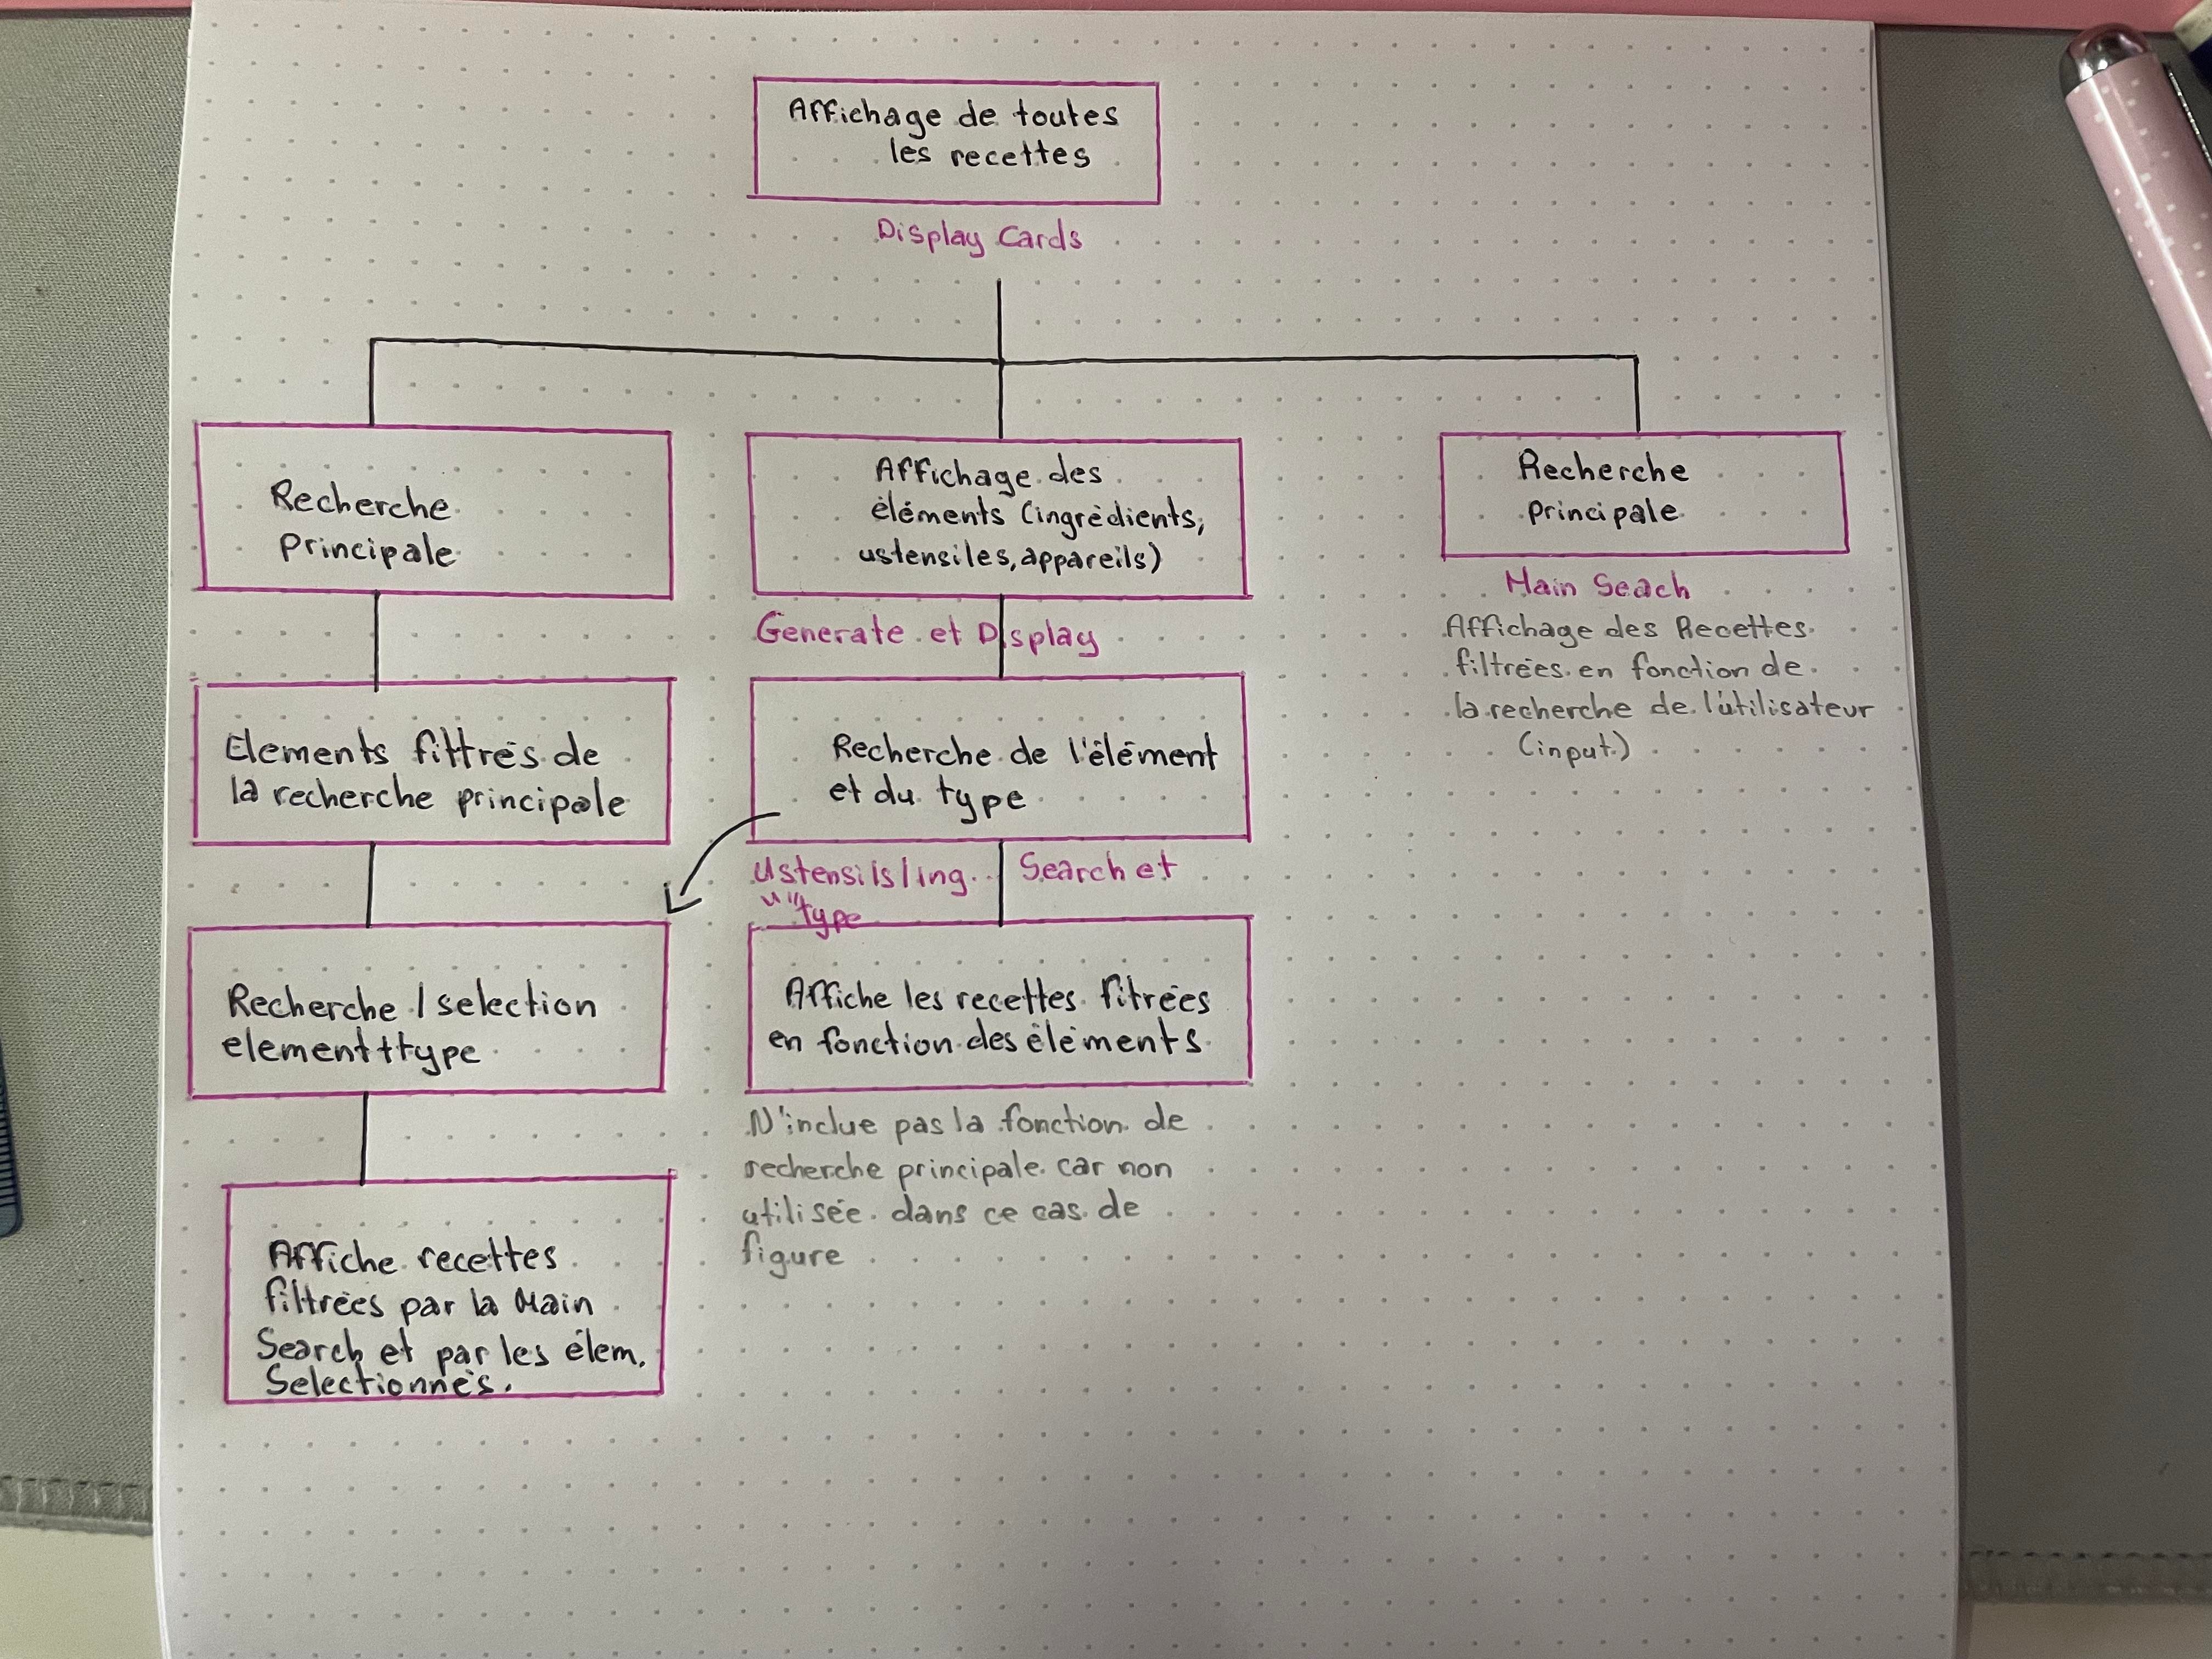 Affichage de toutes
les recettes
Display Cards
Recherche
Principale
Elements filtrés de
la recherche principale
Recherche / selection
element+type
Affiche recettes
filtrées par la Main
Search et par les élem.
Selectionnés.
Affichage des
éléments (ingrédients,
ustensiles, appareils)
Génerate et Display
Recherche de l'élément
et du type
Ustensils/ing... Search et
type
Affiche les recettes fitrées
en fonction des éléments
N'inclue pas la fonction de
recherche principale car non
utilisée dans ce cas de
figure
Recherche
principale
Main Seach
Affichage des Recettes
filtrées en fonction de
la recherche de l'utilisateur
(input)